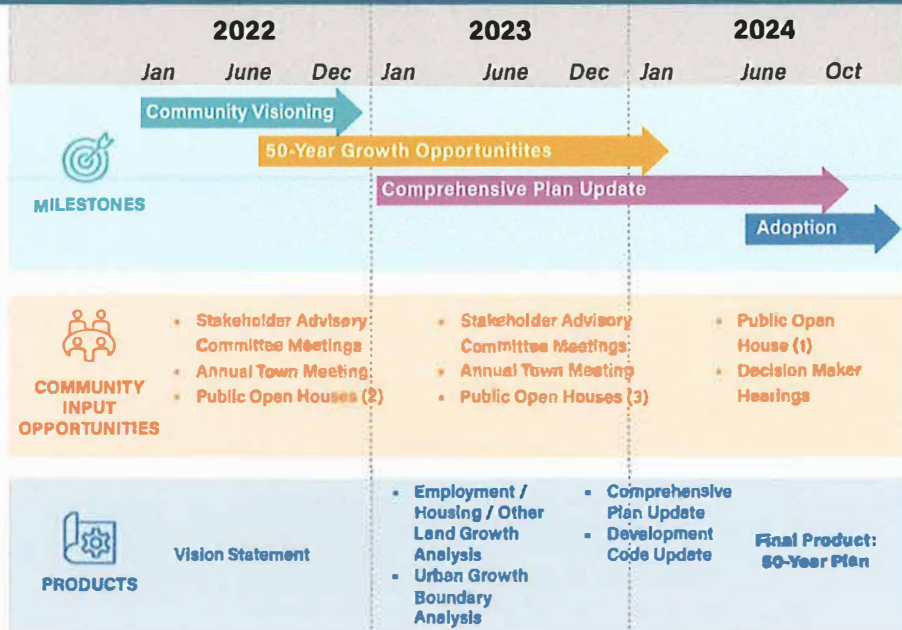 2022 2023 2024
Jan June Dec Jan June Dec Jan June Oct
Community Visioning
50-Year Growth Opportunitites
Comprehensive Plan Update
Adoption
MILESTONES
COMMUNITY
INPUT
OPPORTUNITIES
• Stakeholder Advisory
Committee Meetings
• Annual Town Meeting
• Public Open Houses (2)
• Stakeholder Advisory
Committee Meetings
• Annual Town Meeting
• Public Open Houses (3)
• Public Open
House (1)
• Decision Maker
Hearings
PRODUCTS
Vision Statement
• Employment /
Housing / Other
Land Growth
Analysis
• Urban Growth
Boundary
Analysis
• Comprehensive
Plan Update
• Development
Code Update
Final Product:
50-Year Plan